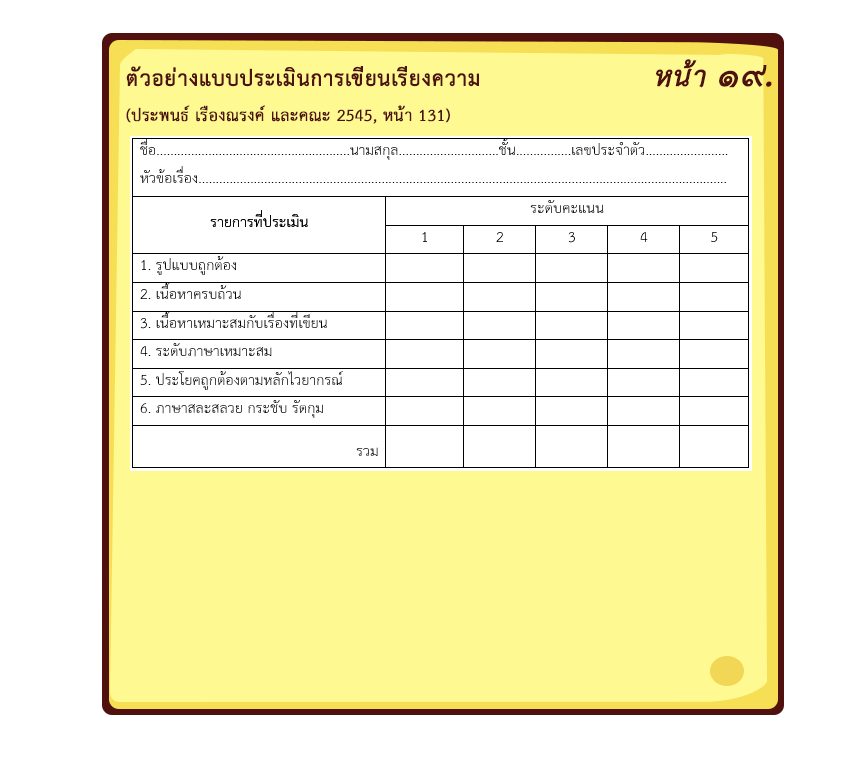 ตัวอย่างแบบประเมินการเขียนเรียงความ
หน้า ๑๙.
(ประพนธ์ เรืองณรงค์ และคณะ 2545, หน้า 131)
ชื่อ........................................................นามสกุล.............................ชั้น................เลขประจำตัว........................
หัวข้อเรื่อง.........................................................................................................................................................
รายการที่ประเมิน
ระดับคะแนน
1 2 3 4 5
1. รูปแบบถูกต้อง
2. เนื้อหาครบถ้วน
3. เนื้อหาเหมาะสมกับเรื่องที่เขียน
4. ระดับภาษาเหมาะสม
5. ประโยคถูกต้องตามหลักไวยากรณ์
6. ภาษาสละสลวย กระชับ รัดกุม
รวม